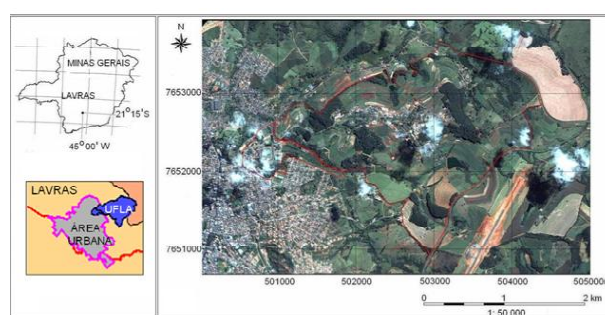 MINAS GERAIS
LAVRAS
21°15'S
45°00' W
LAVRAS
UFLA
ÁREA
URBANA
N
7653000
7652000
7651000
501000 502000 503000 504000 505000
0 1 2 km
1: 50.000